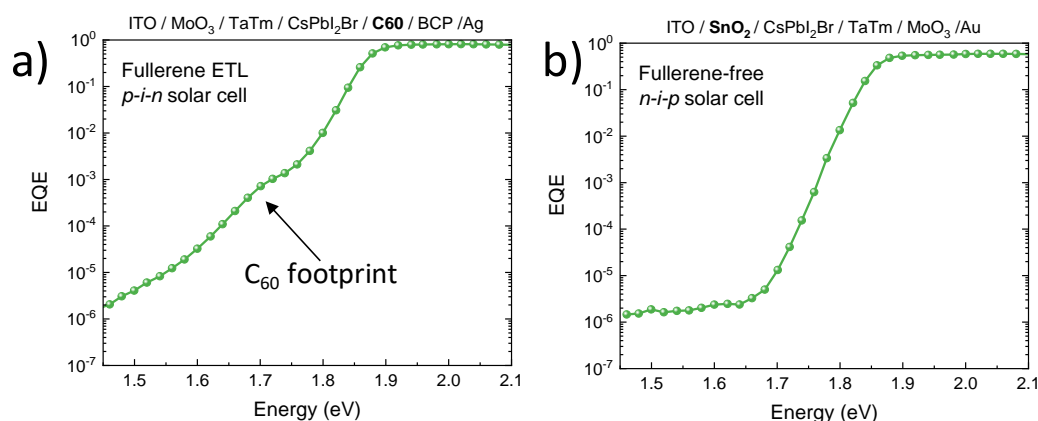 ITO / MoO₃ / TaTm / CsPbI₂Br / C60 / BCP /Ag
a)
Fullerene ETL
p-i-n solar cell
C₆₀ footprint
EQE
10⁰
10⁻¹
10⁻²
10⁻³
10⁻⁴
10⁻⁵
10⁻⁶
10⁻⁷
1.5 1.6 1.7 1.8 1.9 2.0 2.1
Energy (eV)
ITO / SnO₂ / CsPbI₂Br / TaTm / MoO₃ /Au
b)
Fullerene-free
n-i-p solar cell
EQE
10⁰
10⁻¹
10⁻²
10⁻³
10⁻⁴
10⁻⁵
10⁻⁶
10⁻⁷
1.5 1.6 1.7 1.8 1.9 2.0 2.1
Energy (eV)